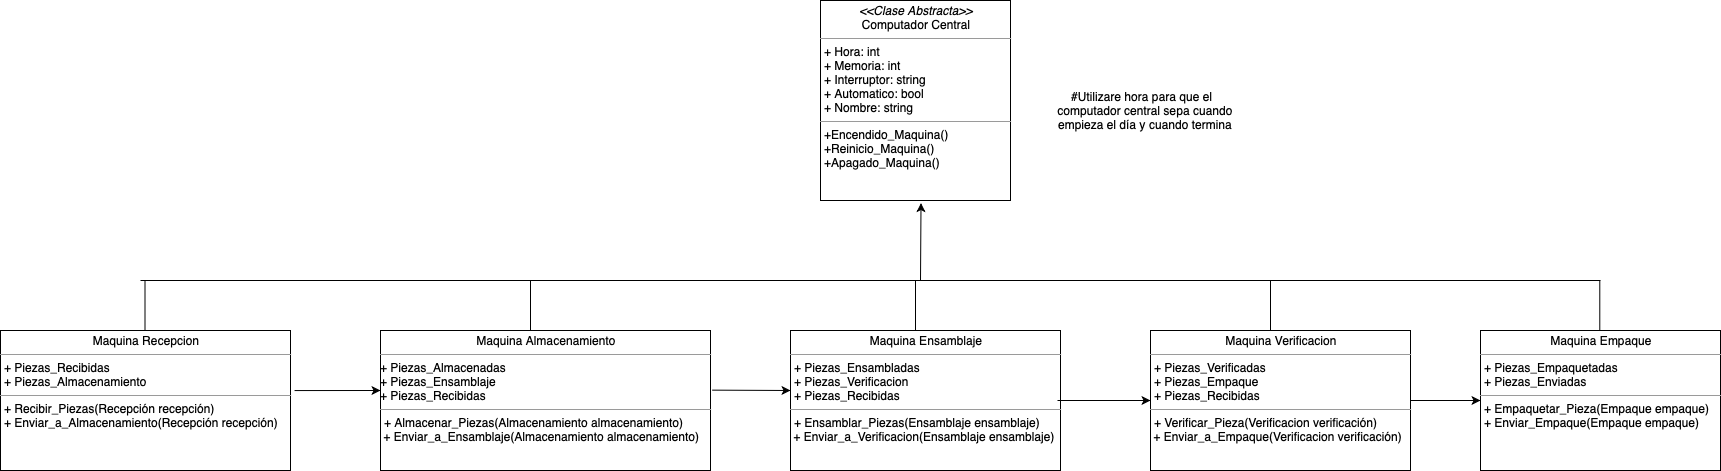 <<Clase Abstracta>>
Computador Central
+ Hora: int
+ Memoria: int
+ Interruptor: string
+ Automatico: bool
+ Nombre: string
+Encendido_Maquina()
+Reinicio_Maquina()
+Apagado_Maquina()
#Utilizare hora para que el
computador central sepa cuando
empieza el día y cuando termina
Maquina Recepcion
+ Piezas_Recibidas
+ Piezas_Almacenamiento
+ Recibir_Piezas(Recepción recepción)
+ Enviar_a_Almacenamiento(Recepción recepción)
Maquina Almacenamiento
+ Piezas_Almacenadas
+ Piezas_Ensamblaje
+ Piezas_Recibidas
+ Almacenar_Piezas(Almacenamiento almacenamiento)
+ Enviar_a_Ensamblaje(Almacenamiento almacenamiento)
Maquina Ensamblaje
+ Piezas_Ensambladas
+ Piezas_Verificacion
+ Piezas_Recibidas
+ Ensamblar_Piezas(Ensamblaje ensamblaje)
+ Enviar_a_Verificacion(Ensamblaje ensamblaje)
Maquina Verificacion
+ Piezas_Verificadas
+ Piezas_Empaque
+ Piezas_Recibidas
+ Verificar_Pieza(Verificacion verificación)
+ Enviar_a_Empaque(Verificacion verificación)
Maquina Empaque
+ Piezas_Empaquetadas
+ Piezas_Enviadas
+ Empaquetar_Pieza(Empaque empaque)
+ Enviar_Empaque(Empaque empaque)